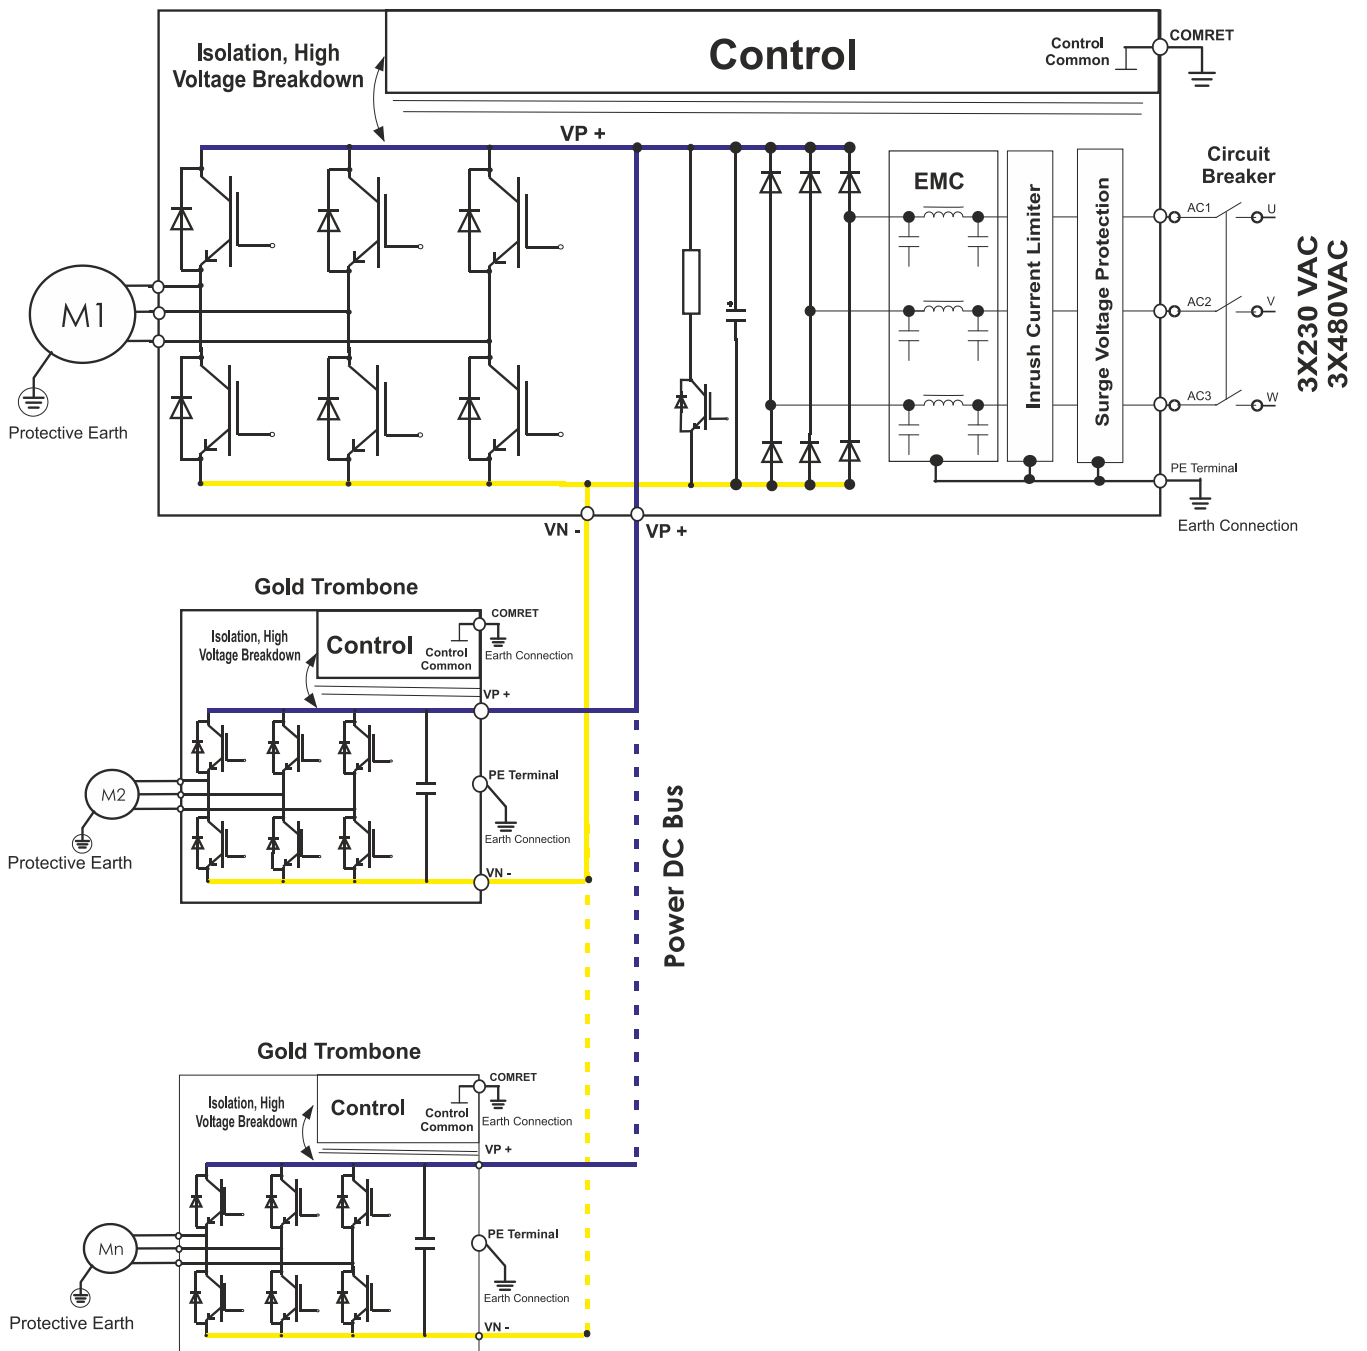 Isolation, High
Voltage Breakdown
Control
Control
Common
COMRET
VP +
EMC
Inrush Current Limiter
Surge Voltage Protection
Circuit
Breaker
AC1
U
AC2
V
AC3
W
3X230 VAC
3X480VAC
M1
Protective Earth
PE Terminal
Earth Connection
VN -
VP +
Gold Trombone
Isolation, High
Voltage Breakdown
Control
Control
Common
COMRET
Earth Connection
VP +
M2
Protective Earth
PE Terminal
Earth Connection
VN -
Power DC Bus
Gold Trombone
Isolation, High
Voltage Breakdown
Control
Control
Common
COMRET
Earth Connection
VP +
Mn
Protective Earth
PE Terminal
Earth Connection
VN -